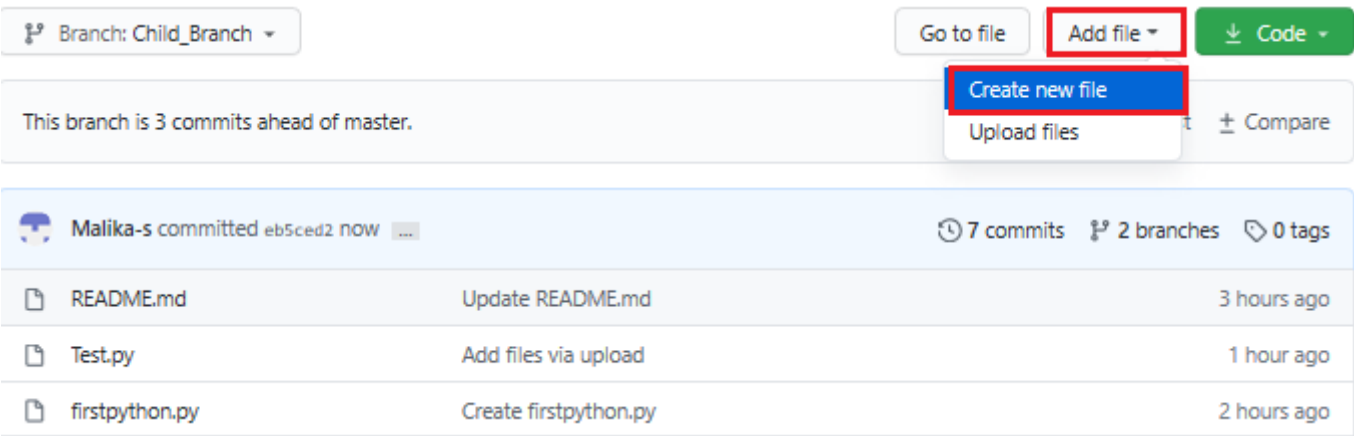 Branch: Child_Branch
Go to file
Add file
Code
Create new file
Upload files
This branch is 3 commits ahead of master.
Compare
Malika-s committed eb5ced2 now ...
7 commits 2 branches 0 tags
README.md Update README.md 3 hours ago
Test.py Add files via upload 1 hour ago
firstpython.py Create firstpython.py 2 hours ago